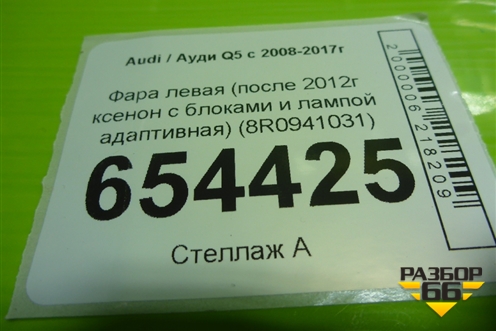 Audi / Ауди Q5 с 2008-2017г
Фара левая (после 2012г
ксенон с блоками и лампой
адаптивная) (8R0941031)
654425
Стеллаж А
2000006218209
РАЗБОР
66